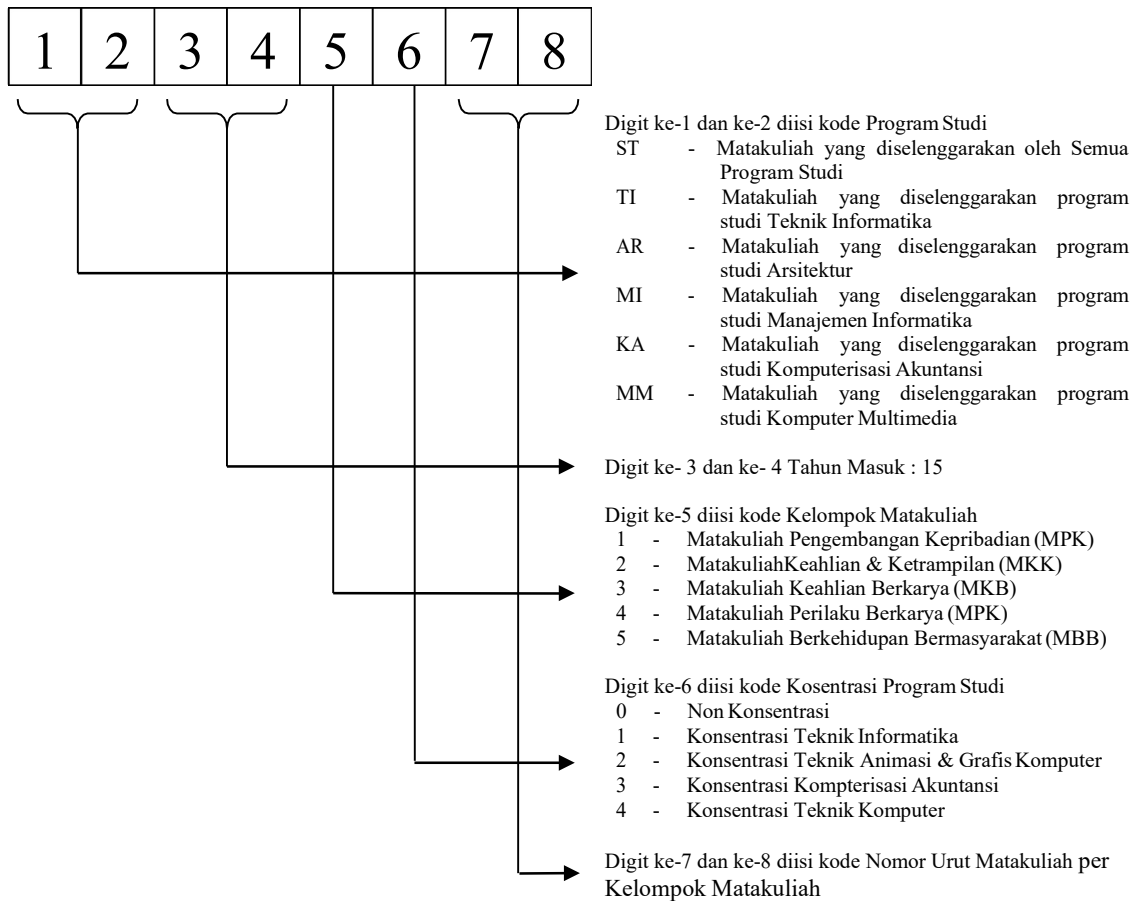 1 2 3 4 5 6 7 8
Digit ke-1 dan ke-2 diisi kode Program Studi
ST - Matakuliah yang diselenggarakan oleh Semua
Program Studi
TI - Matakuliah yang diselenggarakan program
studi Teknik Informatika
AR - Matakuliah yang diselenggarakan program
studi Arsitektur
MI - Matakuliah yang diselenggarakan program
studi Manajemen Informatika
KA - Matakuliah yang diselenggarakan program
studi Komputerisasi Akuntansi
MM - Matakuliah yang diselenggarakan program
studi Komputer Multimedia
Digit ke- 3 dan ke- 4 Tahun Masuk : 15
Digit ke-5 diisi kode Kelompok Matakuliah
1 - Matakuliah Pengembangan Kepribadian (MPK)
2 - MatakuliahKeahlian & Ketrampilan (MKK)
3 - Matakuliah Keahlian Berkarya (MKB)
4 - Matakuliah Perilaku Berkarya (MPK)
5 - Matakuliah Berkehidupan Bermasyarakat (MBB)
Digit ke-6 diisi kode Kosentrasi Program Studi
0 - Non Konsentrasi
1 - Konsentrasi Teknik Informatika
2 - Konsentrasi Teknik Animasi & Grafis Komputer
3 - Konsentrasi Kompterisasi Akuntansi
4 - Konsentrasi Teknik Komputer
Digit ke-7 dan ke-8 diisi kode Nomor Urut Matakuliah per
Kelompok Matakuliah